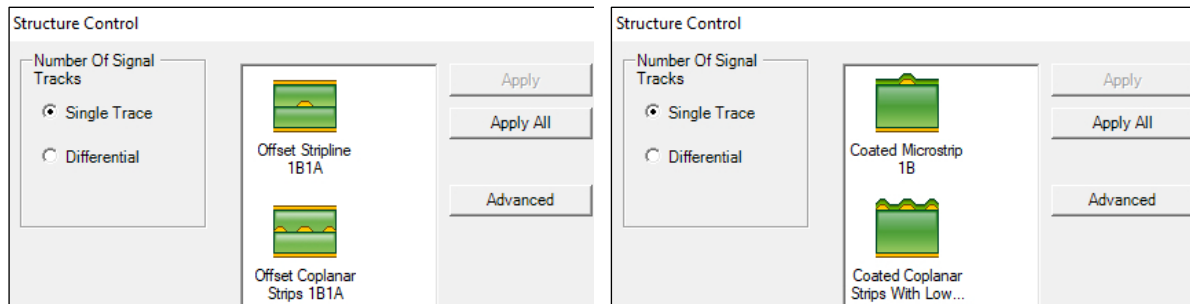 Structure Control
Number Of Signal
Tracks
Single Trace
Differential
Offset Stripline
1B1A
Offset Coplanar
Strips 1B1A
Apply
Apply All
Advanced
Structure Control
Number Of Signal
Tracks
Single Trace
Differential
Coated Microstrip
1B
Coated Coplanar
Strips With Low...
Apply
Apply All
Advanced